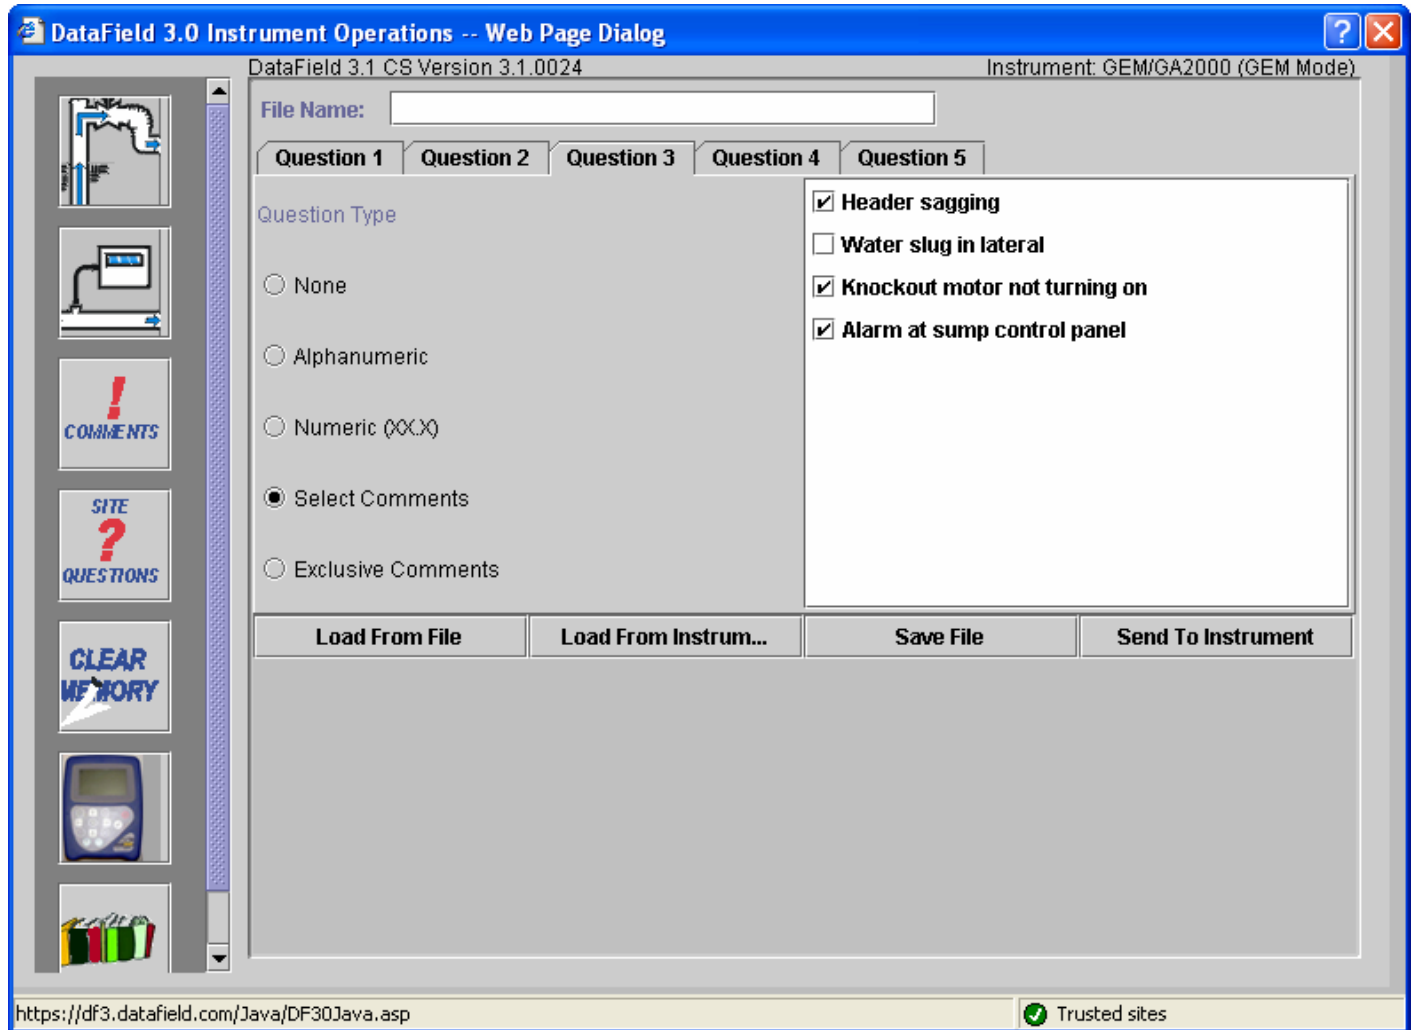 DataField 3.0 Instrument Operations -- Web Page Dialog
DataField 3.1 CS Version 3.1.0024 Instrument: GEM/GA2000 (GEM Mode)
File Name:
Question 1 Question 2 Question 3 Question 4 Question 5
Question Type
None
Alphanumeric
Numeric (XX.X)
Select Comments
Exclusive Comments
Header sagging
Water slug in lateral
Knockout motor not turning on
Alarm at sump control panel
Load From File Load From Instrum... Save File Send To Instrument
!
COMMENTS
SITE
?
QUESTIONS
CLEAR
MEMORY
https://df3.datafield.com/Java/DF30Java.asp Trusted sites